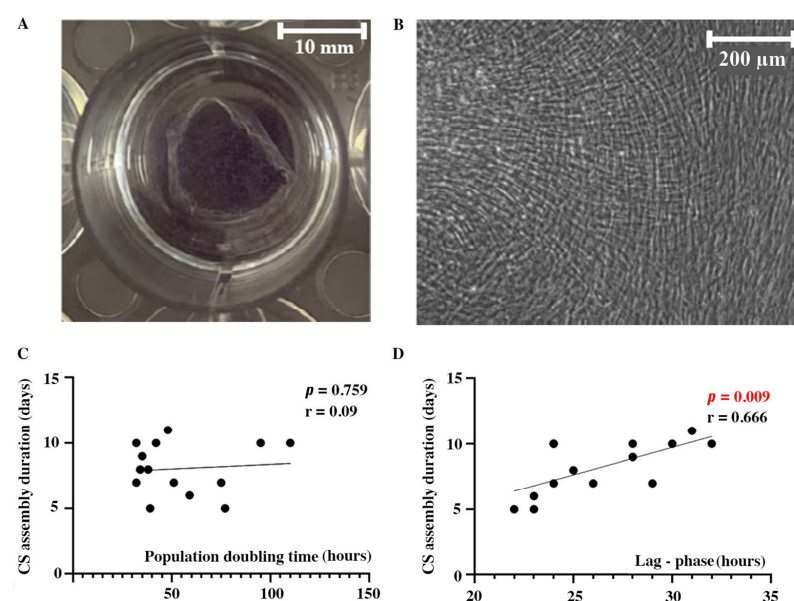 A
10 mm
B
200 µm
C
CS assembly duration (days)
15
10
5
0
p = 0.759
r = 0.09
Population doubling time (hours)
50
100
150
D
CS assembly duration (days)
15
10
5
0
p = 0.009
r = 0.666
Lag - phase (hours)
20
25
30
35